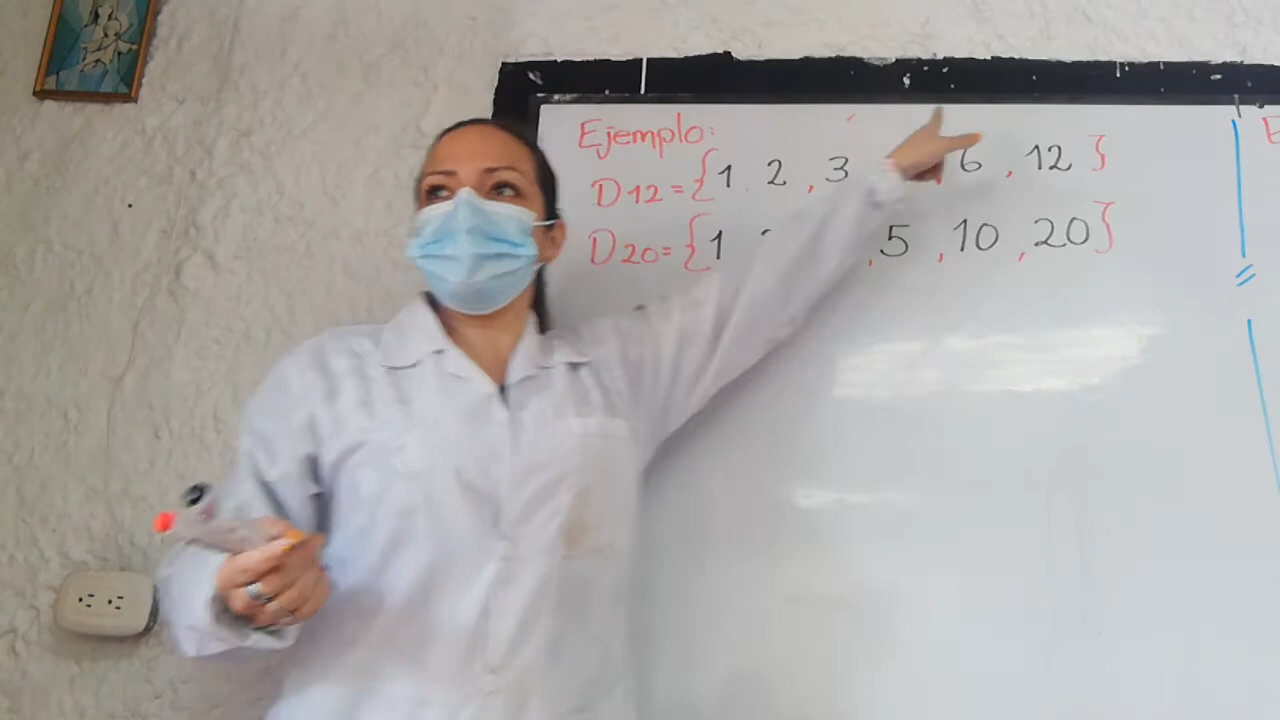 Ejemplo:
D12={1 2 , 3 , 6 , 12 }
D20={1 ,5 ,10 ,20}
E